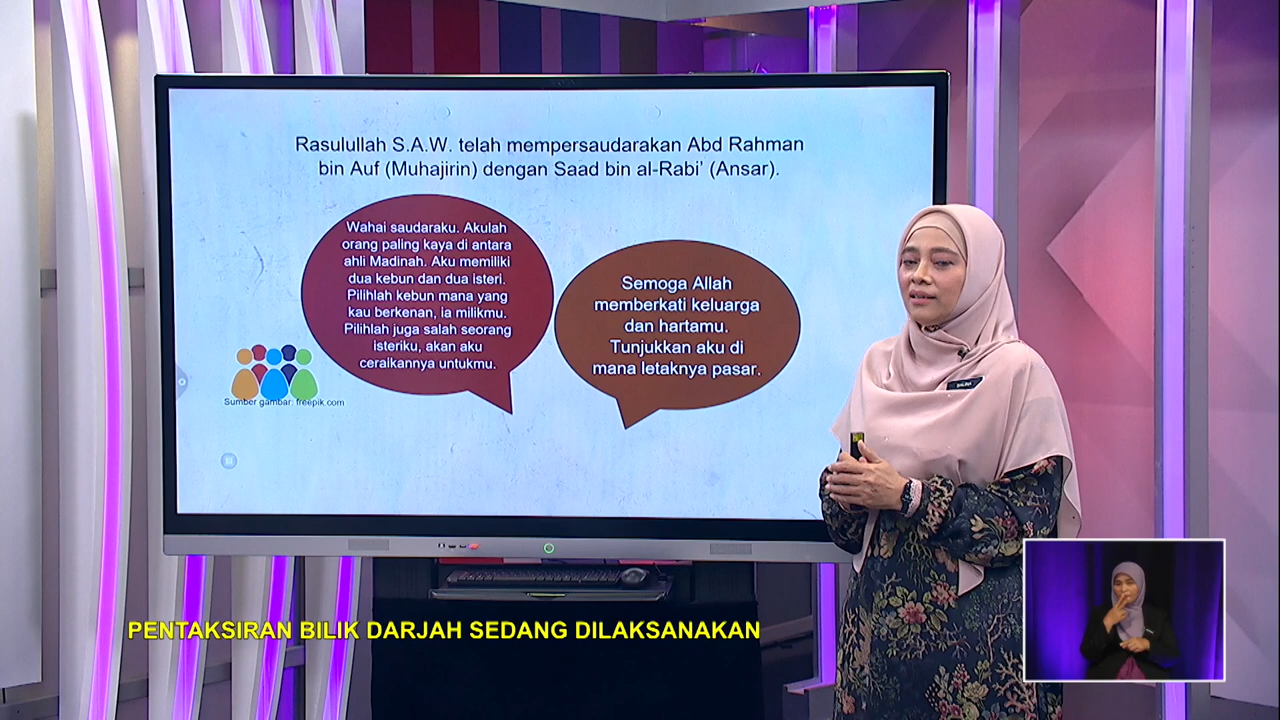 Rasulullah S.A.W. telah mempersaudarakan Abd Rahman
bin Auf (Muhajirin) dengan Saad bin al-Rabi’ (Ansar).
Wahai saudaraku. Akulah
orang paling kaya di antara
ahli Madinah. Aku memiliki
dua kebun dan dua isteri.
Pilihlah kebun mana yang
kau berkenan, ia milikmu.
Pilihlah juga salah seorang
isteriku, akan aku
ceraikannya untukmu.
Semoga Allah
memberkati keluarga
dan hartamu.
Tunjukkan aku di
mana letaknya pasar.
Sumber gambar: freepik.com
PENTAKSIRAN BILIK DARJAH SEDANG DILAKSANAKAN